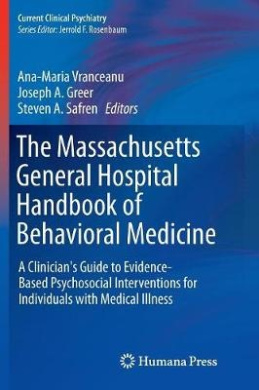 Current Clinical Psychiatry
Series Editor: Jerrold F. Rosenbaum
Ana-Maria Vranceanu
Joseph A. Greer
Steven A. Safren Editors
The Massachusetts
General Hospital
Handbook of
Behavioral Medicine
A Clinician's Guide to Evidence-
Based Psychosocial Interventions for
Individuals with Medical Illness
Humana Press